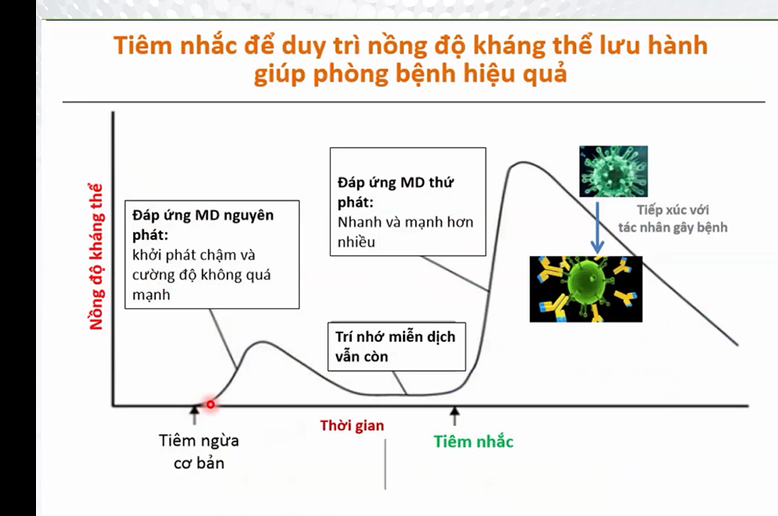 Tiêm nhắc để duy trì nồng độ kháng thể lưu hành
giúp phòng bệnh hiệu quả
Nồng độ kháng thể
Đáp ứng MD nguyên
phát:
khởi phát chậm và
cường độ không quá
mạnh
Đáp ứng MD thứ
phát:
Nhanh và mạnh hơn
nhiều
Tiếp xúc với
tác nhân gây bệnh
Trí nhớ miễn dịch
vẫn còn
Tiêm ngừa
cơ bản
Thời gian
Tiêm nhắc